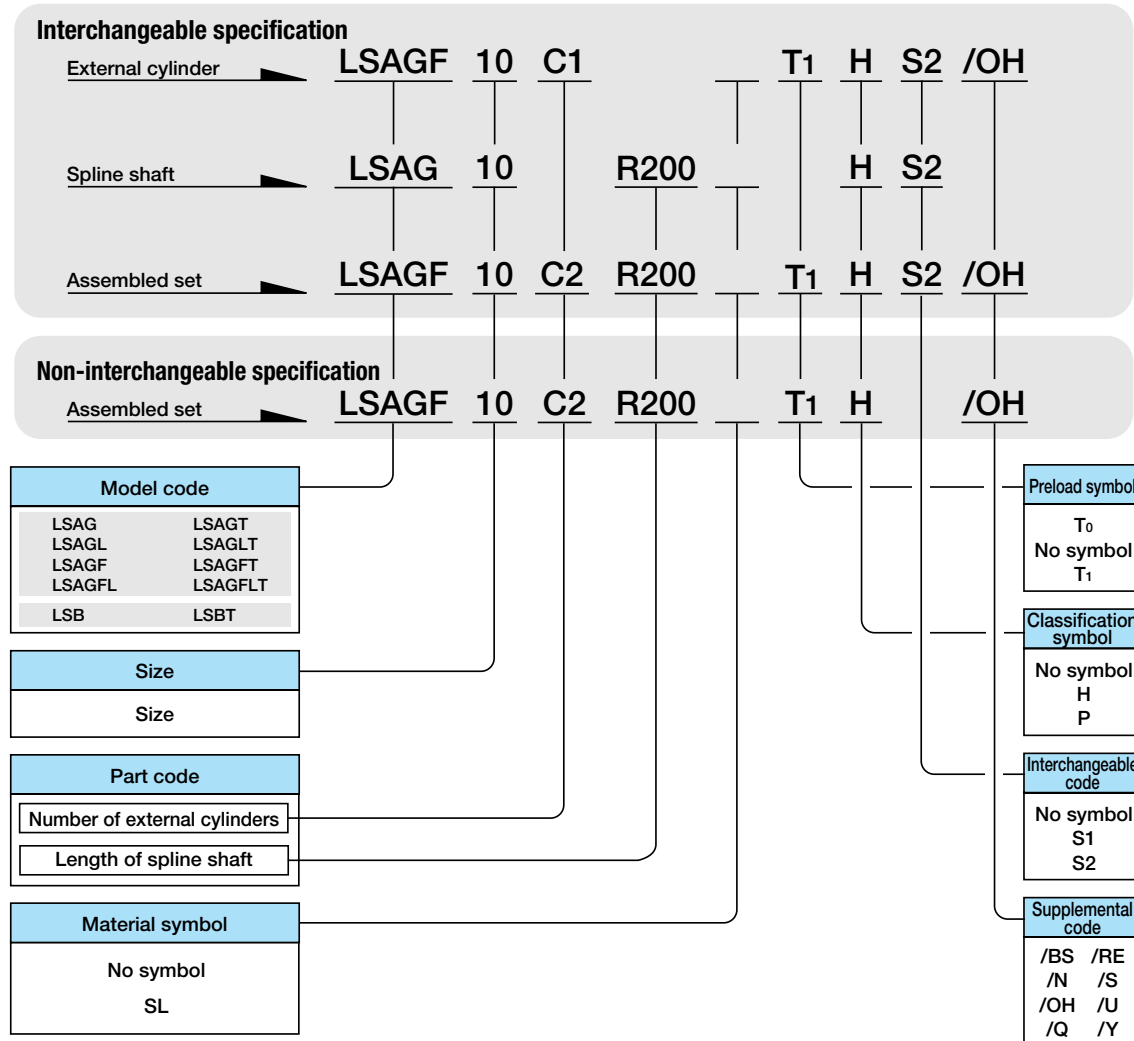 Interchangeable specification
External cylinder LSAGF 10 C1 T1 H S2 /OH
Spline shaft LSAG 10 R200 H S2
Assembled set LSAGF 10 C2 R200 T1 H S2 /OH
Non-interchangeable specification
Assembled set LSAGF 10 C2 R200 T1 H /OH
Model code
LSAG LSAGT
LSAGL LSAGLT
LSAGF LSAGFT
LSAGFL LSAGFLT
LSB LSBT
Size
Size
Part code
Number of external cylinders
Length of spline shaft
Material symbol
No symbol
SL
Preload symbol
T0
No symbol
T1
Classification
symbol
No symbol
H
P
Interchangeable
code
No symbol
S1
S2
Supplemental
code
/BS /RE
/N /S
/OH /U
/Q /Y